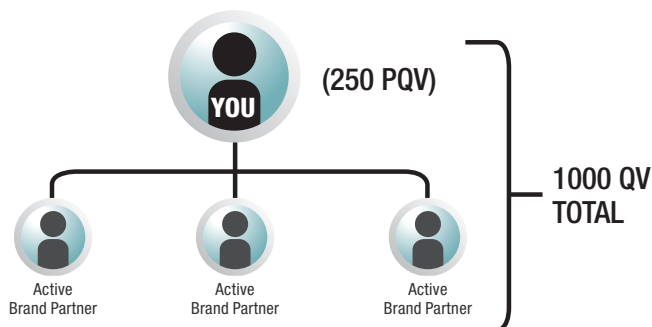 YOU
(250 PQV)
1000 QV
TOTAL
Active
Brand Partner
Active
Brand Partner
Active
Brand Partner